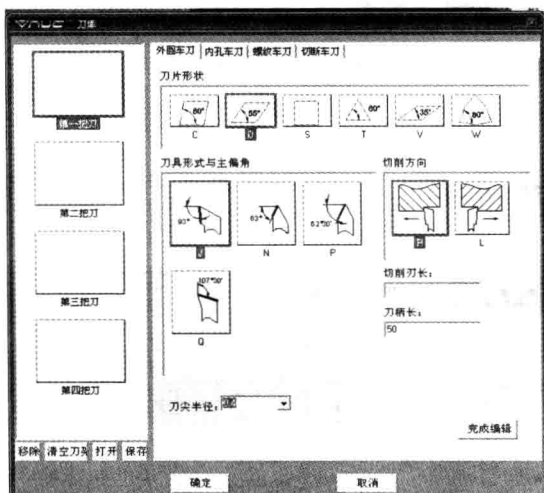 VNUC 刀库
外圆车刀 内孔车刀 螺纹车刀 切断车刀
刀片形状
80° 55° 60° 35° 80°
C D S T V W
刀具形式与主偏角
切削方向
93° 63° 62°30'
J N P
R L
107°30'
Q
切削刃长:
刀柄长:
50
刀尖半径:
第一把刀
第二把刀
第三把刀
第四把刀
移除 清空刀架 打开 保存
完成编辑
确定 取消